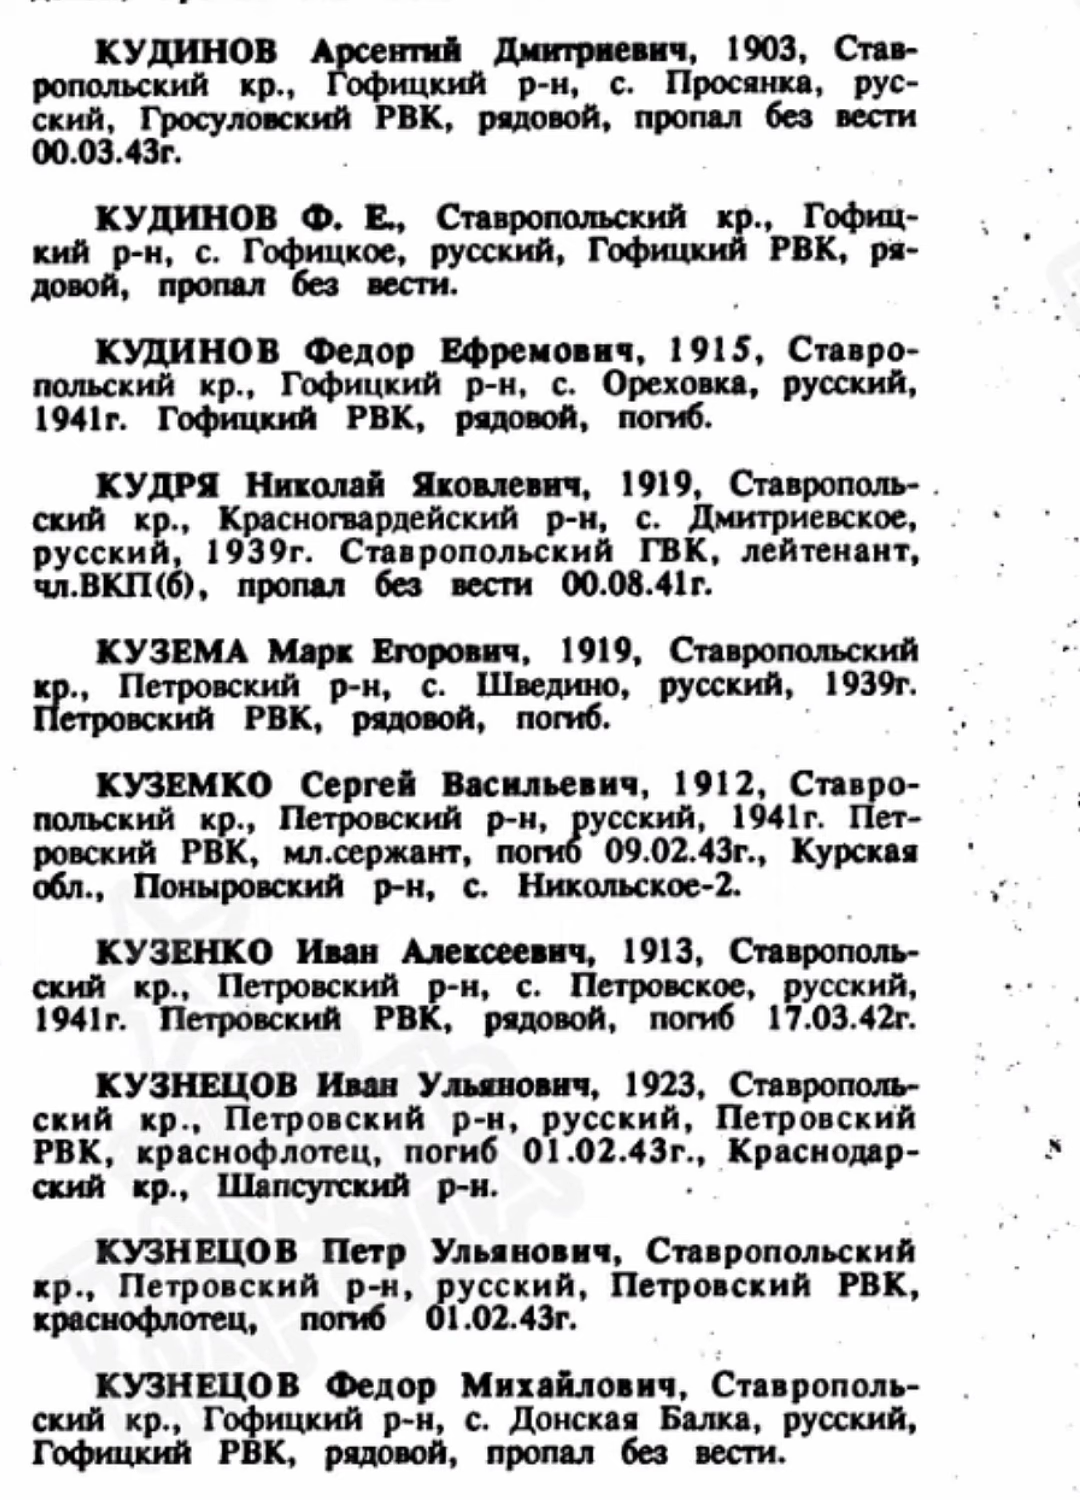 КУДИНОВ Арсентий Дмитриевич, 1903, Став-
ропольский кр., Гофицкий р-н, с. Просянка, рус-
ский, Гросуловский РВК, рядовой, пропал без вести
00.03.43г.
КУДИНОВ Ф. Е., Ставропольский кр., Гофиц-
кий р-н, с. Гофицкое, русский, Гофицкий РВК, ря-
довой, пропал без вести.
КУДИНОВ Федор Ефремович, 1915, Ставро-
польский кр., Гофицкий р-н, с. Ореховка, русский,
1941г. Гофицкий РВК, рядовой, погиб.
КУДРЯ Николай Яковлевич, 1919, Ставрополь-
ский кр., Красногвардейский р-н, с. Дмитриевское,
русский, 1939г. Ставропольский ГВК, лейтенант,
чл.ВКП(б), пропал без вести 00.08.41г.
КУЗЕМА Марк Егорович, 1919, Ставропольский
кр., Петровский р-н, с. Шведино, русский, 1939г.
Петровский РВК, рядовой, погиб.
КУЗЕМКО Сергей Васильевич, 1912, Ставро-
польский кр., Петровский р-н, русский, 1941г. Пет-
ровский РВК, мл.сержант, погиб 09.02.43г., Курская
обл., Поныровский р-н, с. Никольское-2.
КУЗЕНКО Иван Алексеевич, 1913, Ставрополь-
ский кр., Петровский р-н, с. Петровское, русский,
1941г. Петровский РВК, рядовой, погиб 17.03.42г.
КУЗНЕЦОВ Иван Ульянович, 1923, Ставрополь-
ский кр., Петровский р-н, русский, Петровский
РВК, краснофлотец, погиб 01.02.43г., Краснодар-
ский кр., Шапсугский р-н.
КУЗНЕЦОВ Петр Ульянович, Ставропольский
кр., Петровский р-н, русский, Петровский РВК,
краснофлотец, погиб 01.02.43г.
КУЗНЕЦОВ Федор Михайлович, Ставрополь-
ский кр., Гофицкий р-н, с. Донская Балка, русский,
Гофицкий РВК, рядовой, пропал без вести.